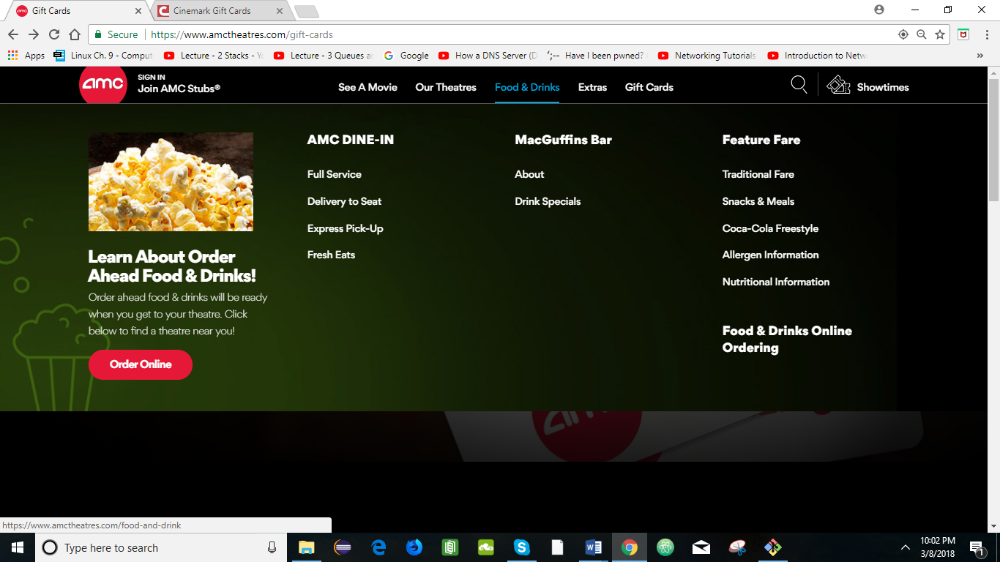 Gift Cards
Cinemark Gift Cards
Secure
https://www.amctheatres.com/gift-cards
Apps
Linux Ch. 9 - Comput
Lecture - 2 Stacks - Yo
Lecture - 3 Queues an
Google
How a DNS Server (D
Have I been pwned?
Networking Tutorials
Introduction to Netw
amc
SIGN IN
Join AMC Stubs®
See A Movie
Our Theatres
Food & Drinks
Extras
Gift Cards
Showtimes
Learn About Order
Ahead Food & Drinks!
Order ahead food & drinks will be ready
when you get to your theatre. Click
below to find a theatre near you!
Order Online
AMC DINE-IN
Full Service
Delivery to Seat
Express Pick-Up
Fresh Eats
MacGuffins Bar
About
Drink Specials
Feature Fare
Traditional Fare
Snacks & Meals
Coca-Cola Freestyle
Allergen Information
Nutritional Information
Food & Drinks Online
Ordering
https://www.amctheatres.com/food-and-drink
Type here to search
10:02 PM
3/8/2018
1